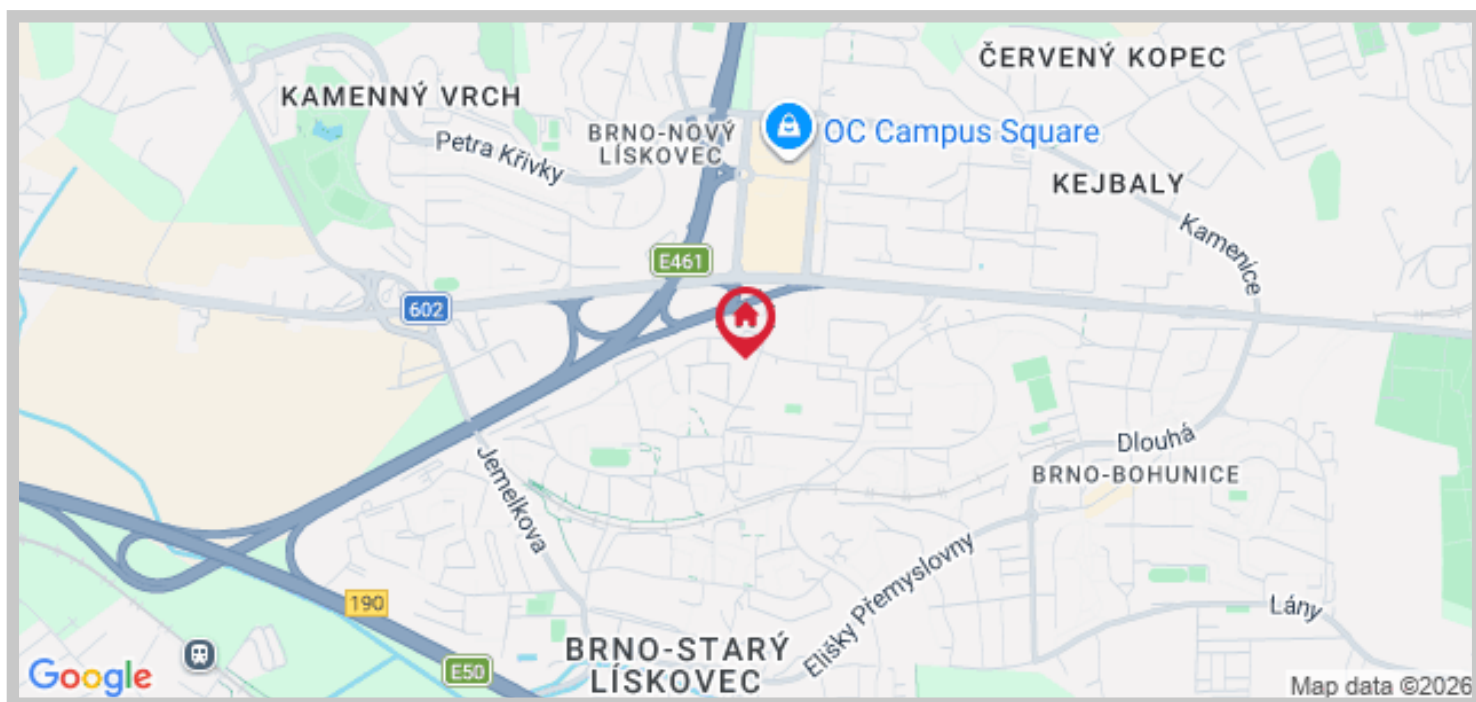 ČERVENÝ KOPEC
KAMENNÝ VRCH
BRNO-NOVÝ
LÍSKOVEC
OC Campus Square
Petra Křivky
KEJBALY
Kamenice
E461
602
Dlouhá
BRNO-BOHUNICE
Jemelkova
Elišky Přemyslovny
190
Lány
BRNO-STARÝ
LÍSKOVEC
E50
Google
Map data ©2026